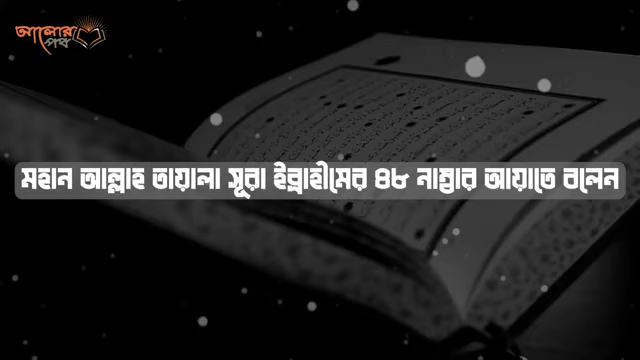 আলোর
পথ
মহান আল্লাহ তায়ালা সূরা ইব্রাহীমের ৪৮ নাম্বার আয়াতে বলেন